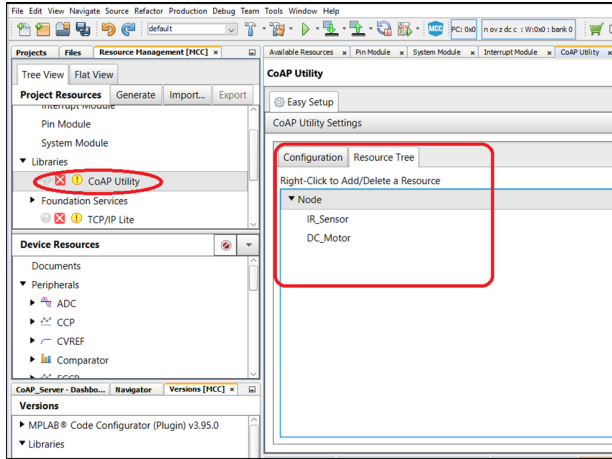 File Edit View Navigate Source Refactor Production Debug Team Tools Window Help
default
PC: 0x0
n ov z dc c : W:0x0 : bank 0
Projects Files Resource Management [MCC] ×
Tree View Flat View
Project Resources Generate Import... Export
Interrupt Module
Pin Module
System Module
Libraries
CoAP Utility
Foundation Services
TCP/IP Lite
Device Resources
Documents
Peripherals
ADC
CCP
CVREF
Comparator
ECCP
CoAP_Server - Dashbo... Navigator Versions [MCC] ×
Versions
MPLAB® Code Configurator (Plugin) v3.95.0
Libraries
Available Resources × Pin Module × System Module × Interrupt Module × CoAP Utility ×
CoAP Utility
Easy Setup
CoAP Utility Settings
Configuration Resource Tree
Right-Click to Add/Delete a Resource
Node
IR_Sensor
DC_Motor